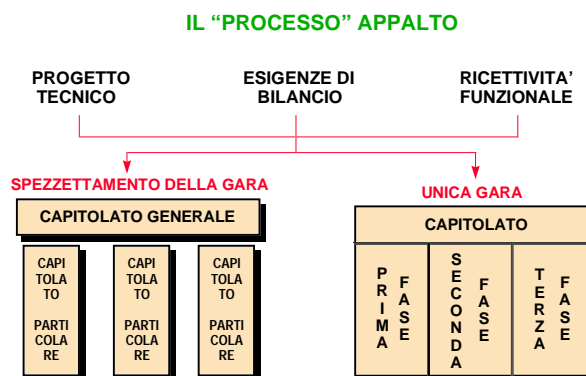 IL “PROCESSO” APPALTO
PROGETTO
TECNICO
ESIGENZE DI
BILANCIO
RICETTIVITA'
FUNZIONALE
SPEZZETTAMENTO DELLA GARA
CAPITOLATO GENERALE
CAPI
TOLA
TO
PARTI
COLA
RE
CAPI
TOLA
TO
PARTI
COLA
RE
CAPI
TOLA
TO
PARTI
COLA
RE
UNICA GARA
CAPITOLATO
PRIMA
FASE
SECONDA
FASE
TERZA
FASE